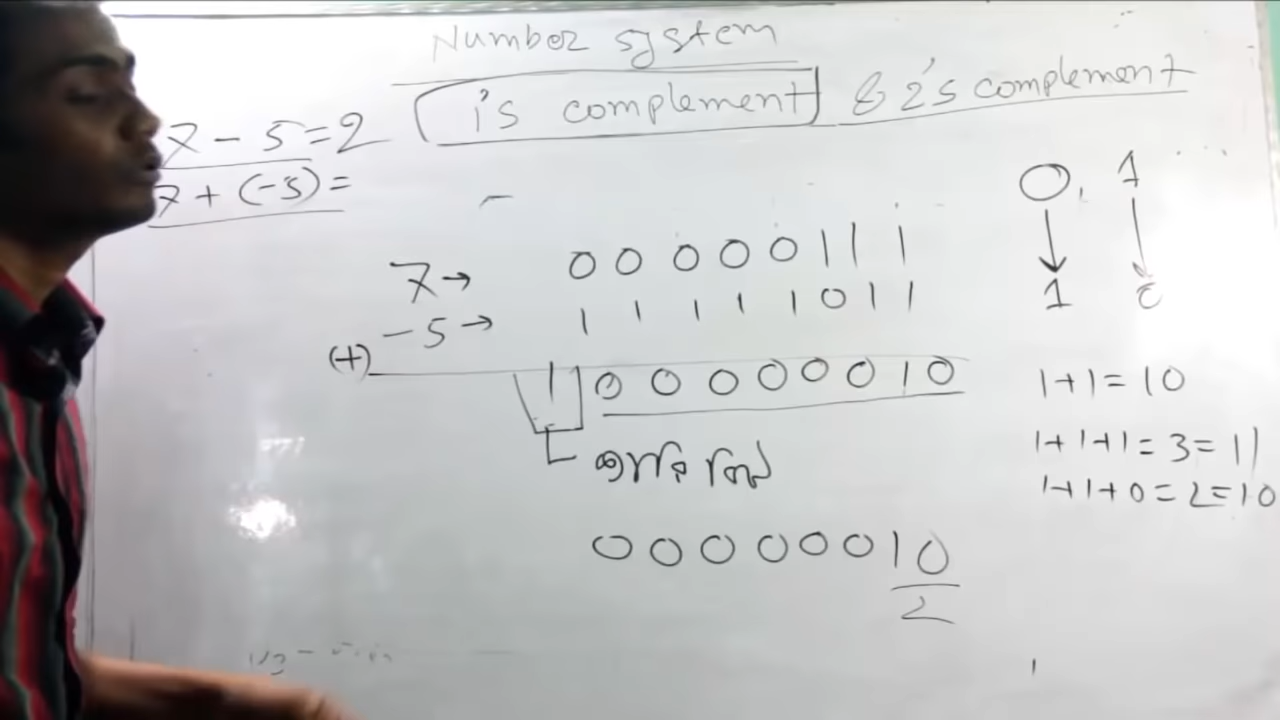 Number system
1's complement & 2's complement
7 - 5 = 2
7 + (-5) =
0, 1
1 0
7 → 0 0 0 0 0 1 1 1
-5 → 1 1 1 1 1 0 1 1
(+)
1 0 0 0 0 0 0 1 0
1+1=10
1+1+1=3=11
1+1+0=2=10
0 0 0 0 0 0 1 0
2